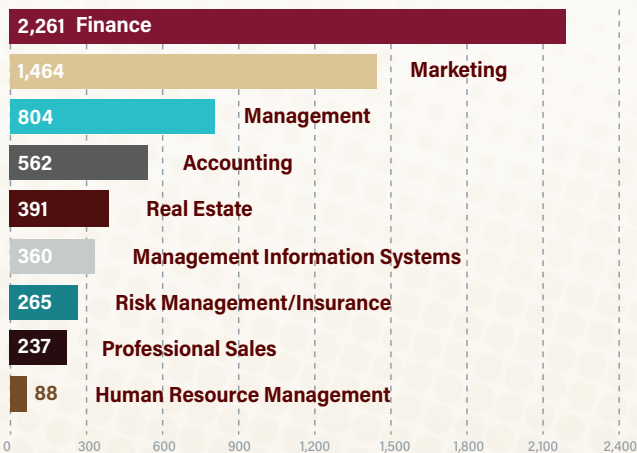 2,261 Finance
1,464 Marketing
804 Management
562 Accounting
391 Real Estate
360 Management Information Systems
265 Risk Management/Insurance
237 Professional Sales
88 Human Resource Management
0 300 600 900 1,200 1,500 1,800 2,100 2,400